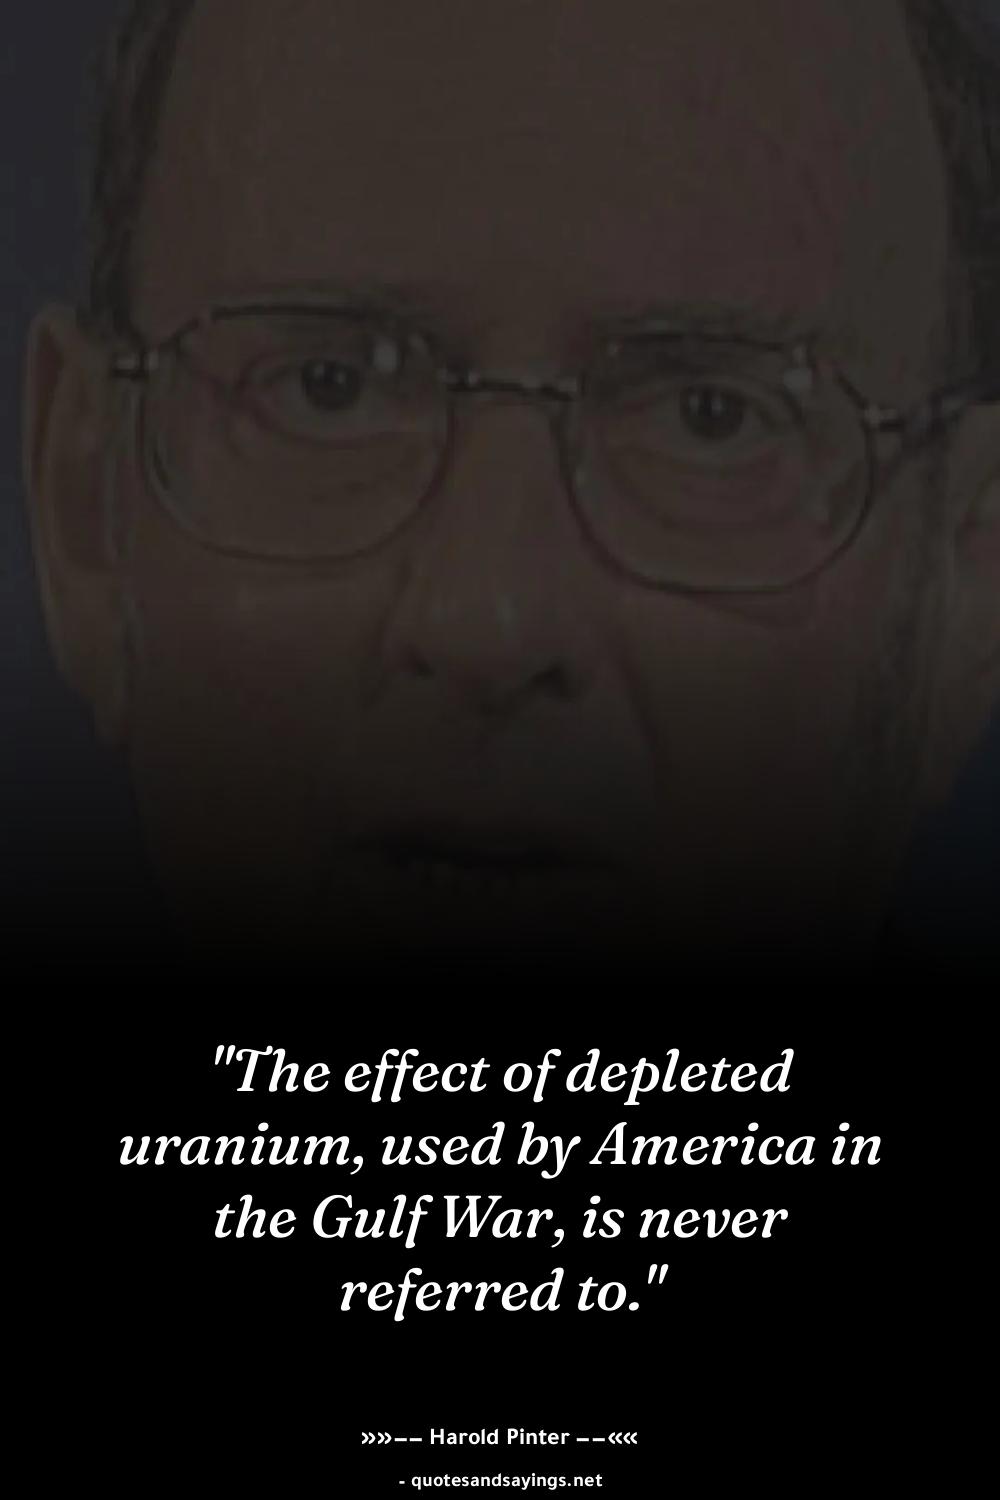 "The effect of depleted
uranium, used by America in
the Gulf War, is never
referred to."
»»−− Harold Pinter −−««
- quotesandsayings.net